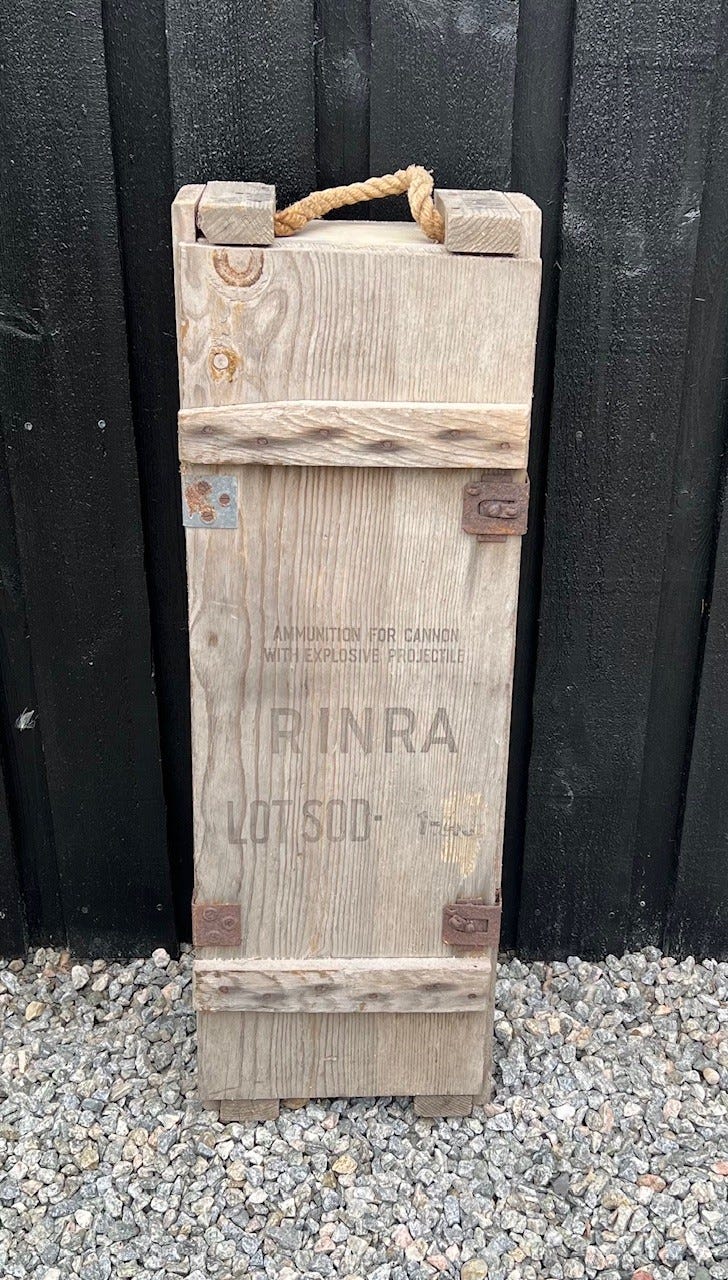 AMMUNITION FOR CANNON
WITH EXPLOSIVE PROJECTILE
RINRA
LOT SOD-